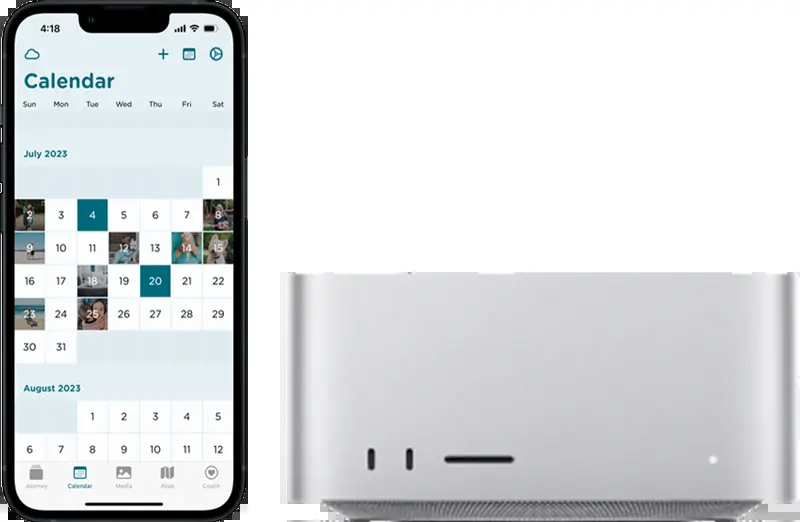 4:18
Calendar
Sun Mon Tue Wed Thu Fri Sat
July 2023
1
2 3 4 5 6 7 8
9 10 11 12 13 14 15
16 17 18 19 20 21 22
23 24 25 26 27 28 29
30 31
August 2023
1 2 3 4 5
6 7 8 9 10 11 12
Journey Calendar Media Atlas Coach